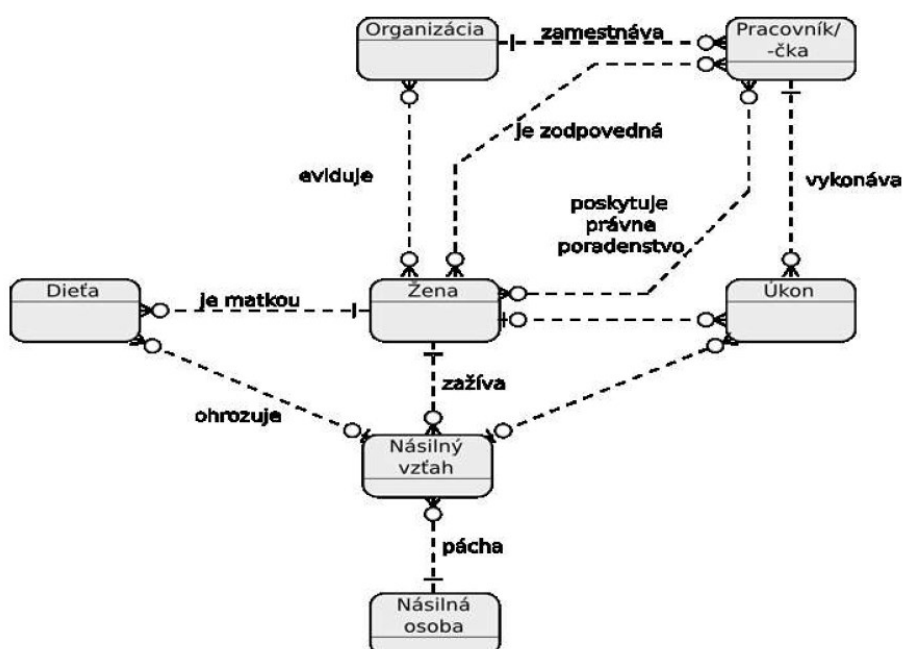 Organizácia
zamestnáva
Pracovník/
-čka
je zodpovedná
eviduje
vykonáva
poskytuje
právne
poradenstvo
Dieťa
je matkou
Žena
Úkon
zažíva
ohrozuje
Násilný
vzťah
pácha
Násilná
osoba